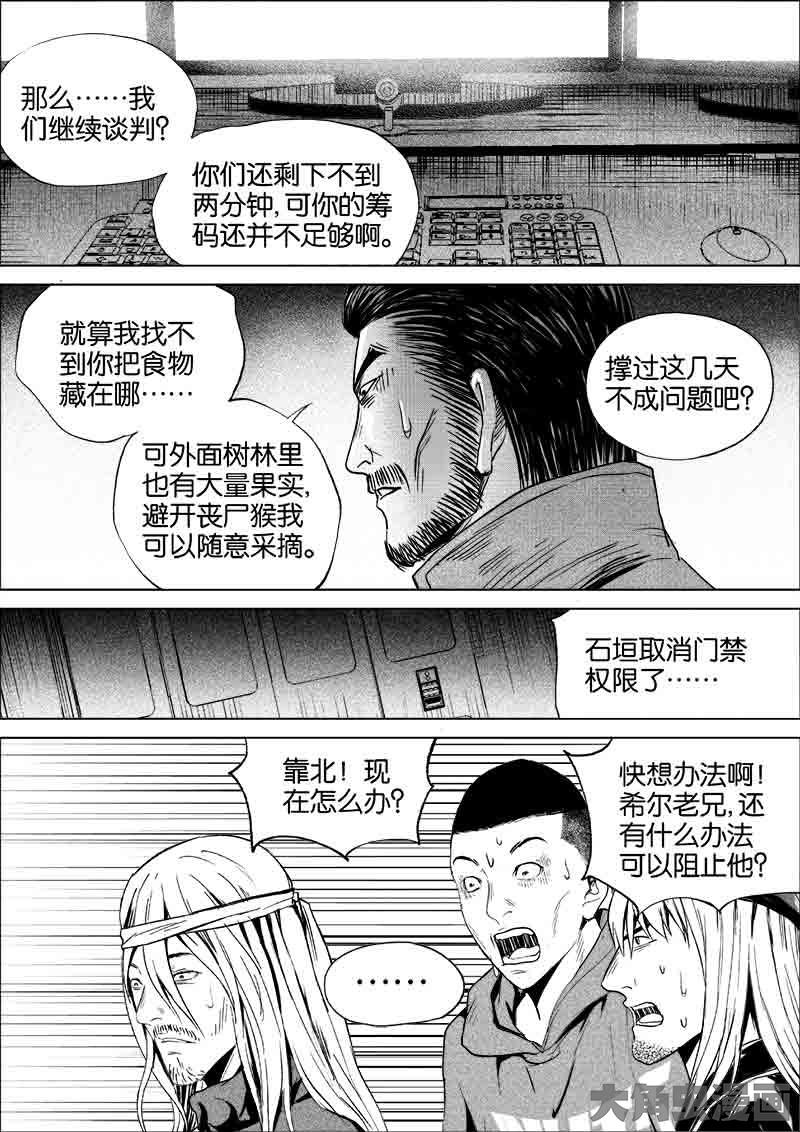 那么……我
们继续谈判？
你们还剩下不到
两分钟，可你的筹
码还并不足够啊。
就算我找不
到你把食物
藏在哪……
可外面树林里
也有大量果实，
避开丧尸猴我
可以随意采摘。
撑过这几天
不成问题吧？
石垣取消门禁
权限了……
靠北！现
在怎么办？
快想办法啊！
希尔老兄，还
有什么办法
可以阻止他？
……
大角虫漫画